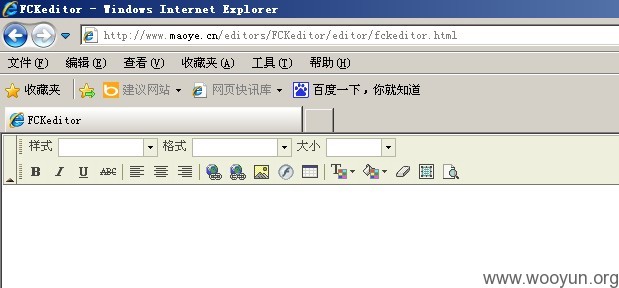 FCKeditor - Windows Internet Explorer
http://www.maoye.cn/editors/FCKeditor/editor/fckeditor.html
文件(F) 编辑(E) 查看(V) 收藏夹(A) 工具(T) 帮助(H)
收藏夹 建议网站 网页快讯库 百度一下，你就知道
FCKeditor
样式 格式 大小
B I U ABC
www.wooyun.org